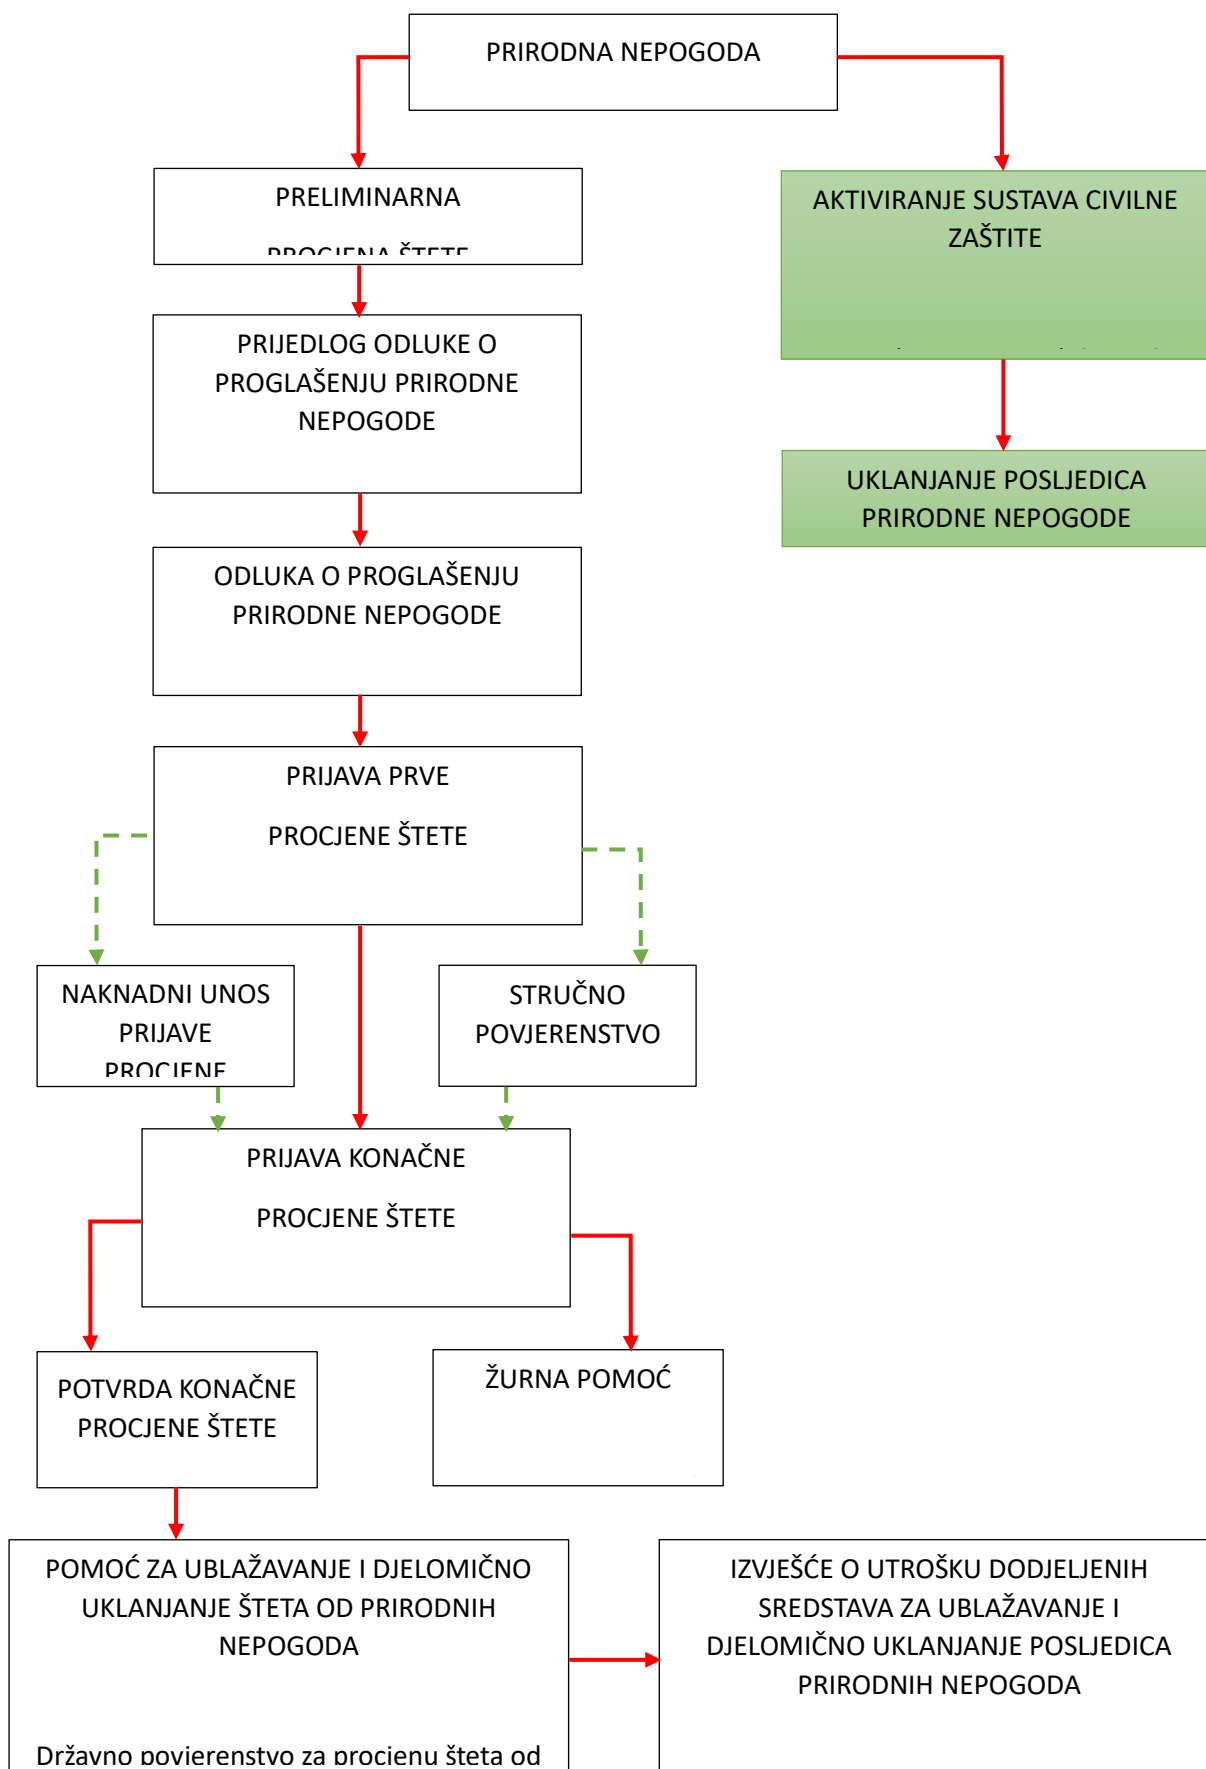 PRIRODNA NEPOGODA
PRELIMINARNA
PROCJENA ŠTETE
AKTIVIRANJE SUSTAVA CIVILNE
ZAŠTITE
PRIJEDLOG ODLUKE O
PROGLAŠENJU PRIRODNE
NEPOGODE
UKLANJANJE POSLJEDICA
PRIRODNE NEPOGODE
ODLUKA O PROGLAŠENJU
PRIRODNE NEPOGODE
PRIJAVA PRVE
PROCJENE ŠTETE
NAKNADNI UNOS
PRIJAVE
PROCJENE
STRUČNO
POVJERENSTVO
PRIJAVA KONAČNE
PROCJENE ŠTETE
POTVRDA KONAČNE
PROCJENE ŠTETE
ŽURNA POMOĆ
POMOĆ ZA UBLAŽAVANJE I DJELOMIČNO
UKLANJANJE ŠTETA OD PRIRODNIH
NEPOGODA
Državno povjerenstvo za procjenu šteta od
IZVJEŠĆE O UTROŠKU DODJELJENIH
SREDSTAVA ZA UBLAŽAVANJE I
DJELOMIČNO UKLANJANJE POSLJEDICA
PRIRODNIH NEPOGODA